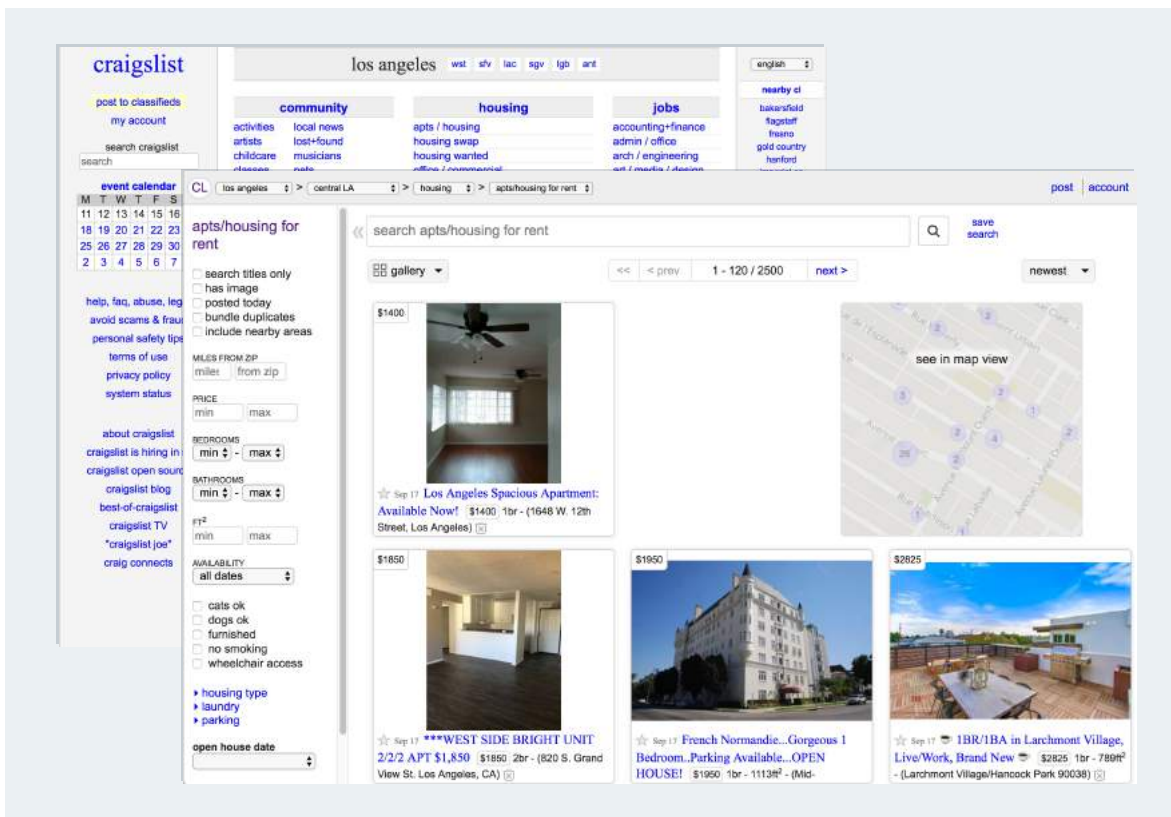 craigslist
post to classifieds
my account
search craigslist
search
event calendar
M T W T F S
11 12 13 14 15 16
18 19 20 21 22 23
25 26 27 28 29 30
2 3 4 5 6 7
help, faq, abuse, leg
avoid scams & frau
personal safety tips
terms of use
privacy policy
system status
about craigslist
craigslist is hiring in
craigslist open sourc
craigslist blog
best-of-craigslist
craigslist TV
"craigslist joe"
craig connects
los angeles wst sfv lac sgv lgb ant
community
activities local news
artists lost+found
childcare musicians
classes pets
housing
apts / housing
housing swap
housing wanted
office / commercial
jobs
accounting+finance
admin / office
arch / engineering
art / media / design
english
nearby cl
bakersfield
flagstaff
fresno
gold country
hanford
CL los angeles > central LA > housing > apts/housing for rent
post account
apts/housing for
rent
search titles only
has image
posted today
bundle duplicates
include nearby areas
MILES FROM ZIP
miles from zip
PRICE
min max
BEDROOMS
min - max
BATHROOMS
min - max
FT²
min max
AVAILABILITY
all dates
cats ok
dogs ok
furnished
no smoking
wheelchair access
housing type
laundry
parking
open house date
search apts/housing for rent
save
search
gallery
<< < prev 1 - 120 / 2500 next >
newest
$1400
Sep 17 Los Angeles Spacious Apartment:
Available Now! $1400 1br - (1648 W. 12th
Street, Los Angeles)
see in map view
$1850
Sep 17 ***WEST SIDE BRIGHT UNIT
2/2/2 APT $1,850 $1850 2br - (820 S. Grand
View St. Los Angeles, CA)
$1950
Sep 17 French Normandie...Gorgeous 1
Bedroom..Parking Available...OPEN
HOUSE! $1950 1br - 1113ft² - (Mid-
$2825
Sep 17 1BR/1BA in Larchmont Village,
Live/Work, Brand New $2825 1br - 789ft²
- (Larchmont Village/Hancock Park 90038)